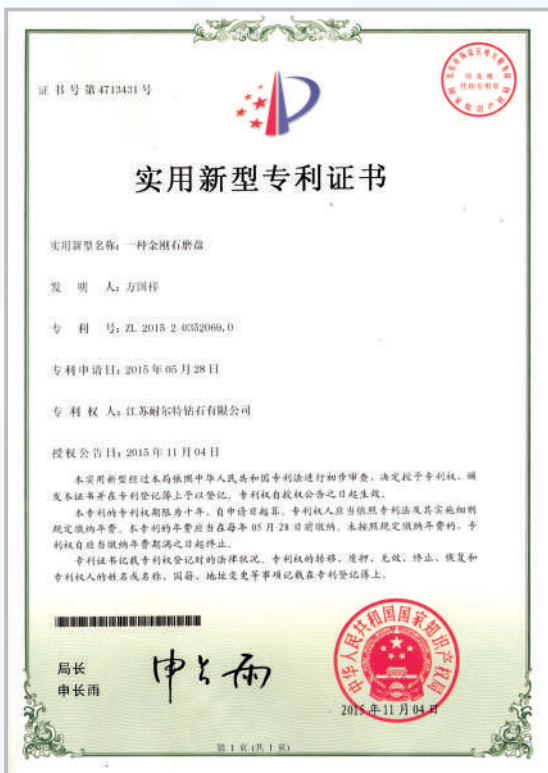 证书号第4713431号
实用新型专利证书
实用新型名称：一种金刚石磨盘
发明人：方国祥
专利号：ZL 2015 2 0352069.0
专利申请日：2015年05月28日
专利权人：江苏耐尔特钻石有限公司
授权公告日：2015年11月04日
本实用新型经过本局依照中华人民共和国专利法进行初步审查，决定授予专利权，颁
发本证书并在专利登记簿上予以登记。专利权自授权公告之日起生效。
本专利的专利权期限为十年，自申请日起算。专利权人应当依照专利法及其实施细则
规定缴纳年费。本专利的年费应当在每年05月28日前缴纳。未按照规定缴纳年费的，专
利权自应当缴纳年费期满之日起终止。
专利证书记载专利权登记时的法律状况。专利权的转移、质押、无效、终止、恢复和
专利权人的姓名或名称、国籍、地址变更等事项记载在专利登记簿上。
局长
申长雨
申长雨
中华人民共和国国家知识产权局
2015年11月04日
第1页(共1页)